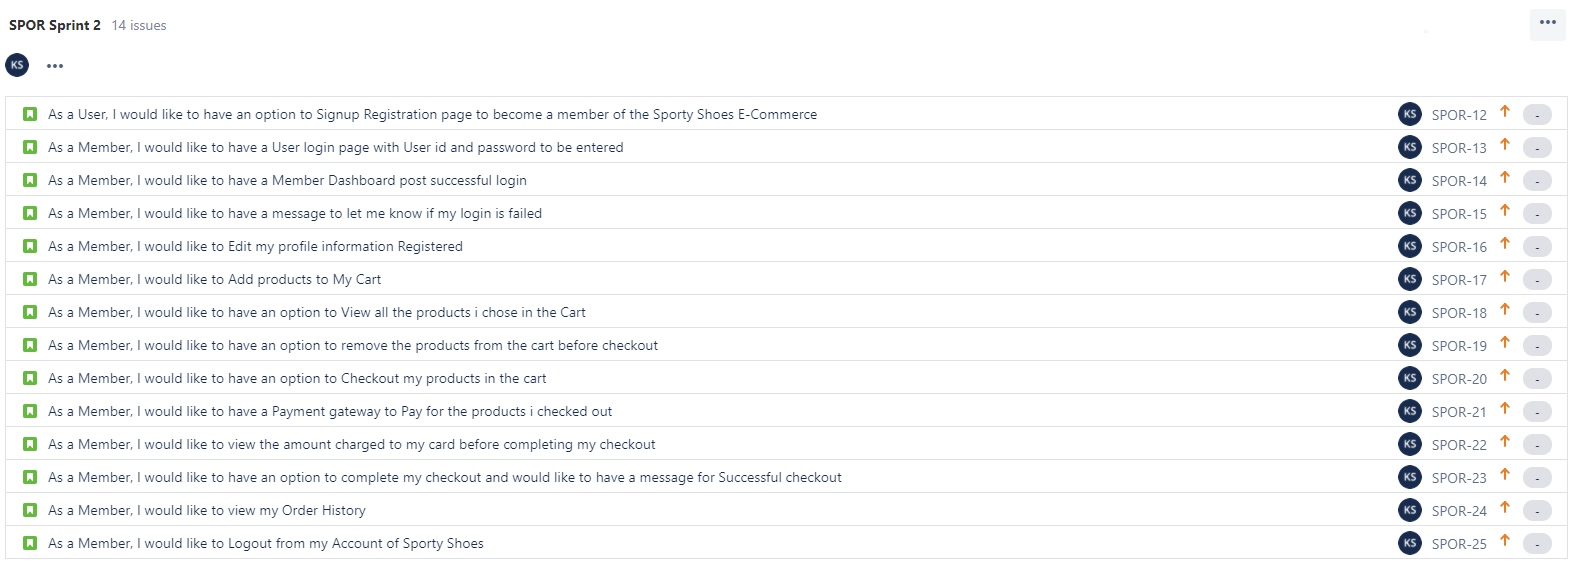 SPOR Sprint 2 14 issues
KS
As a User, I would like to have an option to Signup Registration page to become a member of the Sporty Shoes E-Commerce KS SPOR-12 -
As a Member, I would like to have a User login page with User id and password to be entered KS SPOR-13 -
As a Member, I would like to have a Member Dashboard post successful login KS SPOR-14 -
As a Member, I would like to have a message to let me know if my login is failed KS SPOR-15 -
As a Member, I would like to Edit my profile information Registered KS SPOR-16 -
As a Member, I would like to Add products to My Cart KS SPOR-17 -
As a Member, I would like to have an option to View all the products i chose in the Cart KS SPOR-18 -
As a Member, I would like to have an option to remove the products from the cart before checkout KS SPOR-19 -
As a Member, I would like to have an option to Checkout my products in the cart KS SPOR-20 -
As a Member, I would like to have a Payment gateway to Pay for the products i checked out KS SPOR-21 -
As a Member, I would like to view the amount charged to my card before completing my checkout KS SPOR-22 -
As a Member, I would like to have an option to complete my checkout and would like to have a message for Successful checkout KS SPOR-23 -
As a Member, I would like to view my Order History KS SPOR-24 -
As a Member, I would like to Logout from my Account of Sporty Shoes KS SPOR-25 -